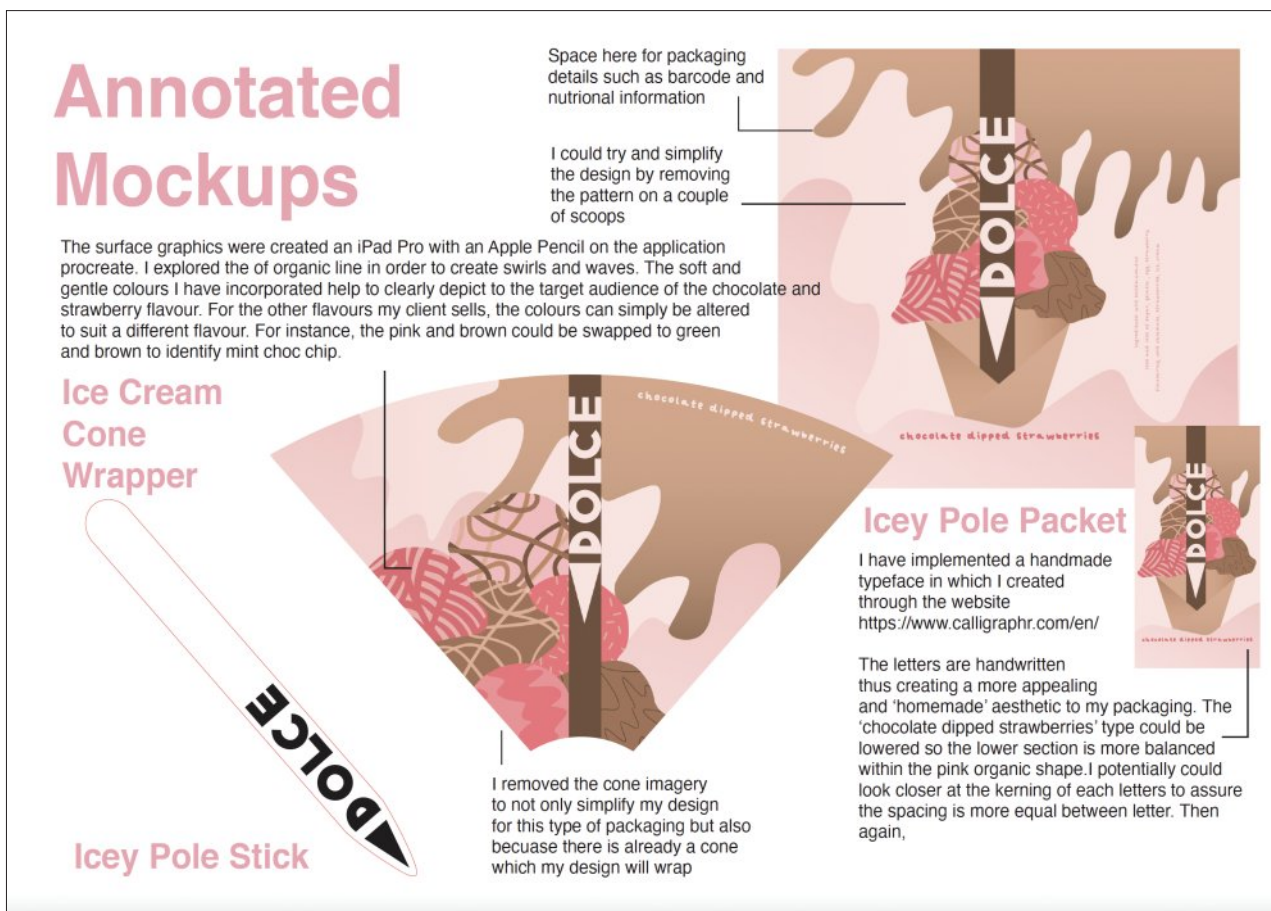 Annotated
Mockups
Space here for packaging
details such as barcode and
nutrional information
I could try and simplify
the design by removing
the pattern on a couple
of scoops
The surface graphics were created an iPad Pro with an Apple Pencil on the application
procreate. I explored the of organic line in order to create swirls and waves. The soft and
gentle colours I have incorporated help to clearly depict to the target audience of the chocolate and
strawberry flavour. For the other flavours my client sells, the colours can simply be altered
to suit a different flavour. For instance, the pink and brown could be swapped to green
and brown to identify mint choc chip.
DOLCE
chocolate dipped strawberries
Ice Cream
Cone
Wrapper
DOLCE
chocolate dipped strawberries
Icey Pole Packet
I have implemented a handmade
typeface in which I created
through the website
https://www.calligraphr.com/en/
The letters are handwritten
thus creating a more appealing
and ‘homemade’ aesthetic to my packaging. The
‘chocolate dipped strawberries’ type could be
lowered so the lower section is more balanced
within the pink organic shape.I potentially could
look closer at the kerning of each letters to assure
the spacing is more equal between letter. Then
again,
DOLCE
chocolate dipped strawberries
DOLCE
Icey Pole Stick
I removed the cone imagery
to not only simplify my design
for this type of packaging but also
becuase there is already a cone
which my design will wrap